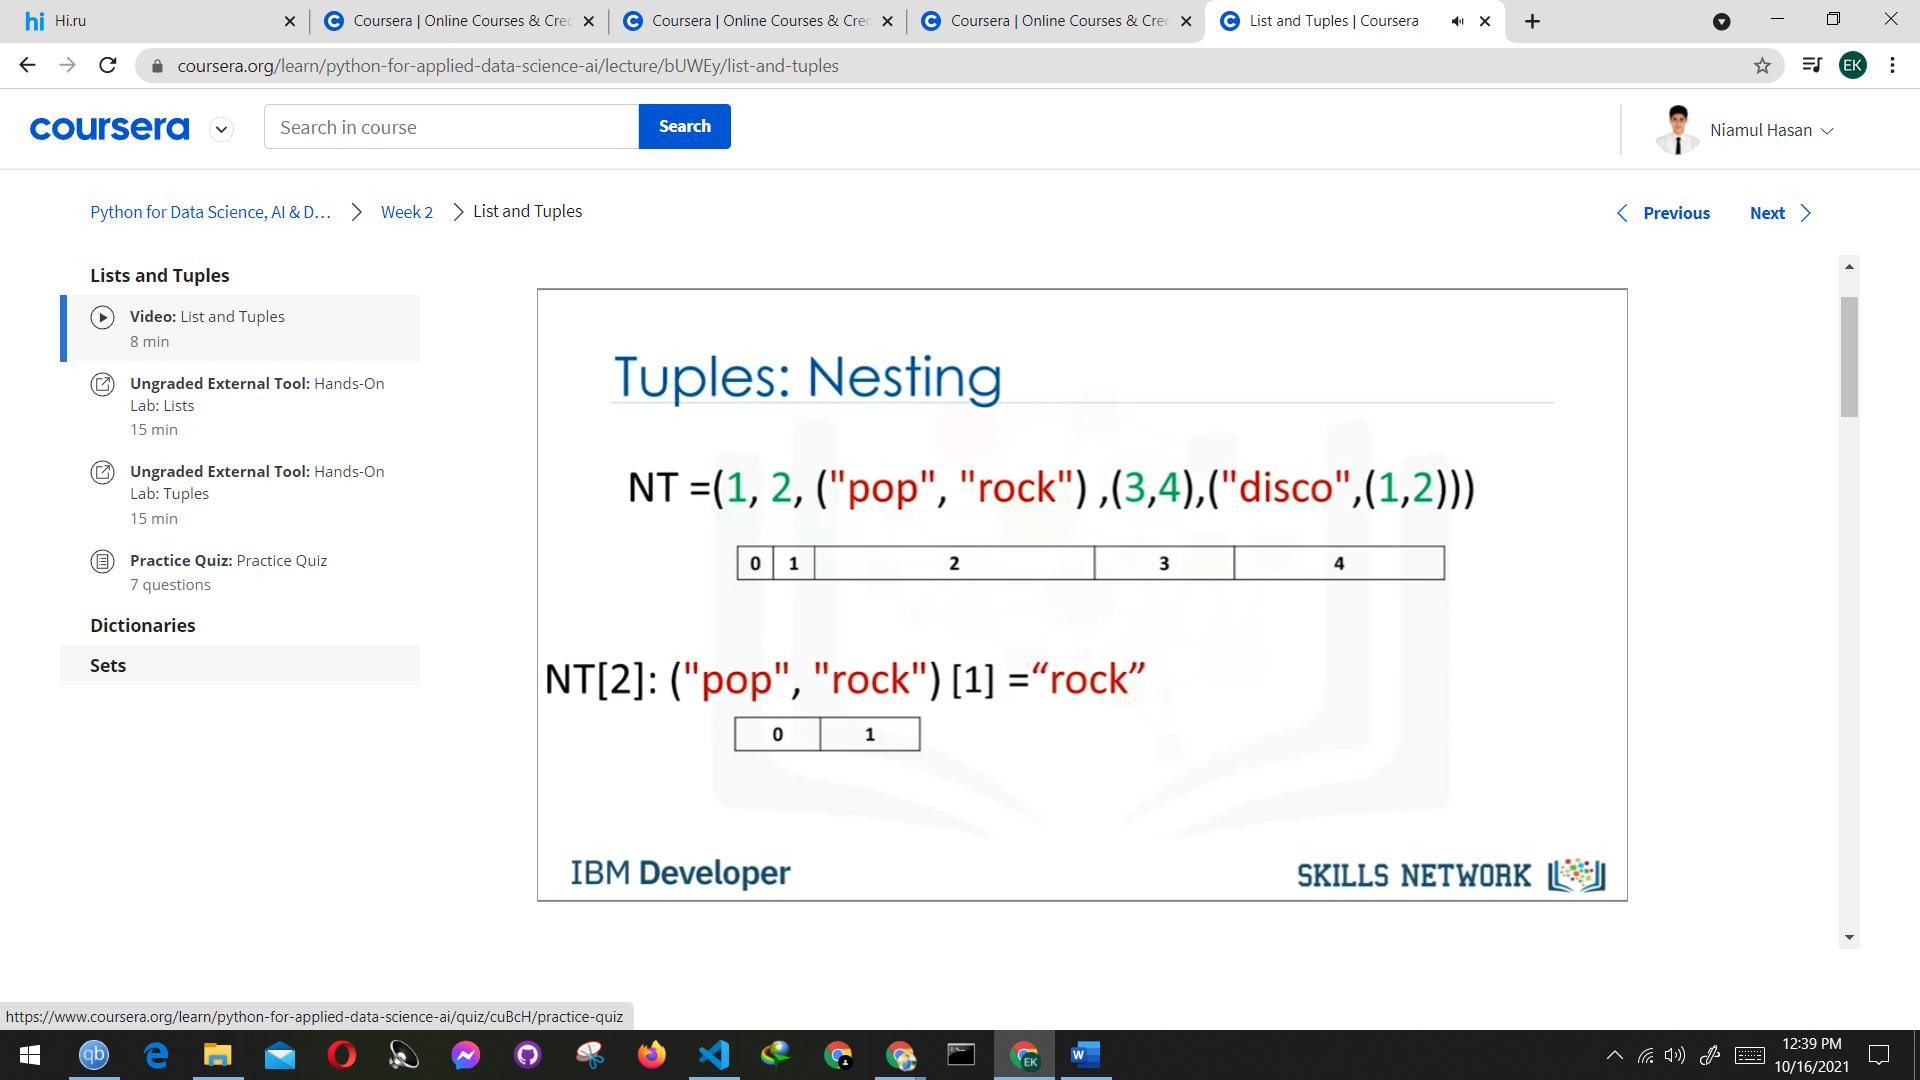 hi Hi.ru
Coursera | Online Courses & Cre
Coursera | Online Courses & Cre
Coursera | Online Courses & Cre
List and Tuples | Coursera
coursera.org/learn/python-for-applied-data-science-ai/lecture/bUWEy/list-and-tuples
EK
coursera
Search in course
Search
Niamul Hasan
Python for Data Science, AI & D... > Week 2 > List and Tuples
Previous
Next
Lists and Tuples
Video: List and Tuples
8 min
Ungraded External Tool: Hands-On
Lab: Lists
15 min
Ungraded External Tool: Hands-On
Lab: Tuples
15 min
Practice Quiz: Practice Quiz
7 questions
Dictionaries
Sets
Tuples: Nesting
NT =(1, 2, ("pop", "rock") ,(3,4),("disco",(1,2)))
0 1 2 3 4
NT[2]: ("pop", "rock") [1] =“rock”
0 1
IBM Developer
SKILLS NETWORK
https://www.coursera.org/learn/python-for-applied-data-science-ai/quiz/cuBcH/practice-quiz
qb
EK
W
12:39 PM
10/16/2021